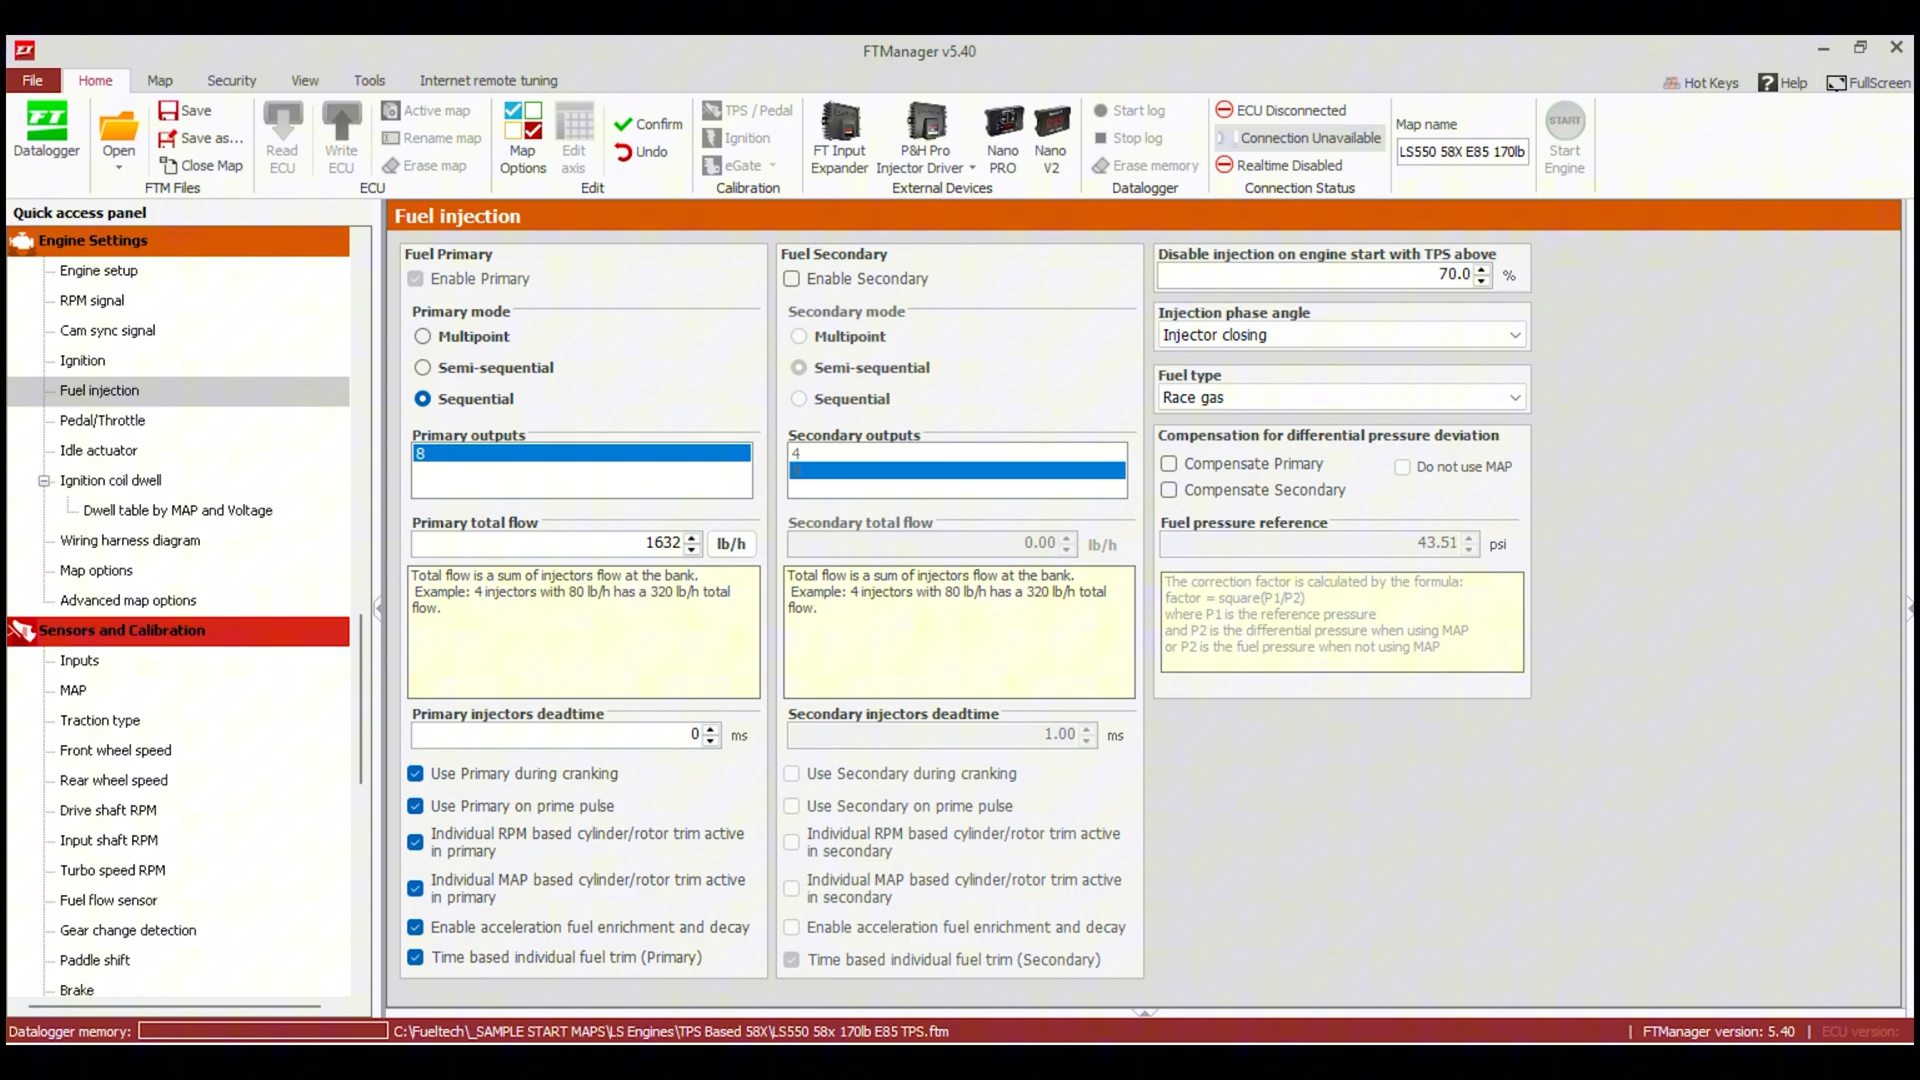 FTManager v5.40
File
Home
Map
Security
View
Tools
Internet remote tuning
Hot Keys
Help
FullScreen
FT
Datalogger
Open
Save
Save as...
Close Map
FTM Files
Read
ECU
Write
ECU
Active map
Rename map
Erase map
ECU
Map
Options
Edit
axis
Confirm
Undo
Edit
TPS / Pedal
Ignition
eGate
Calibration
FT Input
Expander
P&H Pro
Injector Driver
Nano
PRO
Nano
V2
External Devices
Start log
Stop log
Erase memory
Datalogger
ECU Disconnected
Connection Unavailable
Realtime Disabled
Connection Status
Map name
LS550 58X E85 170lb
START
Start
Engine
Quick access panel
Engine Settings
Engine setup
RPM signal
Cam sync signal
Ignition
Fuel injection
Pedal/Throttle
Idle actuator
Ignition coil dwell
Dwell table by MAP and Voltage
Wiring harness diagram
Map options
Advanced map options
Sensors and Calibration
Inputs
MAP
Traction type
Front wheel speed
Rear wheel speed
Drive shaft RPM
Input shaft RPM
Turbo speed RPM
Fuel flow sensor
Gear change detection
Paddle shift
Brake
Fuel injection
Fuel Primary
Enable Primary
Primary mode
Multipoint
Semi-sequential
Sequential
Primary outputs
8
Primary total flow
1632 lb/h
Total flow is a sum of injectors flow at the bank.
Example: 4 injectors with 80 lb/h has a 320 lb/h total
flow.
Primary injectors deadtime
0 ms
Use Primary during cranking
Use Primary on prime pulse
Individual RPM based cylinder/rotor trim active
in primary
Individual MAP based cylinder/rotor trim active
in primary
Enable acceleration fuel enrichment and decay
Time based individual fuel trim (Primary)
Fuel Secondary
Enable Secondary
Secondary mode
Multipoint
Semi-sequential
Sequential
Secondary outputs
4
Secondary total flow
0.00 lb/h
Total flow is a sum of injectors flow at the bank.
Example: 4 injectors with 80 lb/h has a 320 lb/h total
flow.
Secondary injectors deadtime
1.00 ms
Use Secondary during cranking
Use Secondary on prime pulse
Individual RPM based cylinder/rotor trim active
in secondary
Individual MAP based cylinder/rotor trim active
in secondary
Enable acceleration fuel enrichment and decay
Time based individual fuel trim (Secondary)
Disable injection on engine start with TPS above
70.0 %
Injection phase angle
Injector closing
Fuel type
Race gas
Compensation for differential pressure deviation
Compensate Primary
Do not use MAP
Compensate Secondary
Fuel pressure reference
43.51 psi
The correction factor is calculated by the formula:
factor = square(P1/P2)
where P1 is the reference pressure
and P2 is the differential pressure when using MAP
or P2 is the fuel pressure when not using MAP
Datalogger memory:
C:\Fueltech\_SAMPLE START MAPS\LS Engines\TPS Based 58X\LS550 58x 170lb E85 TPS.ftm
| FTManager version: 5.40 | ECU version: